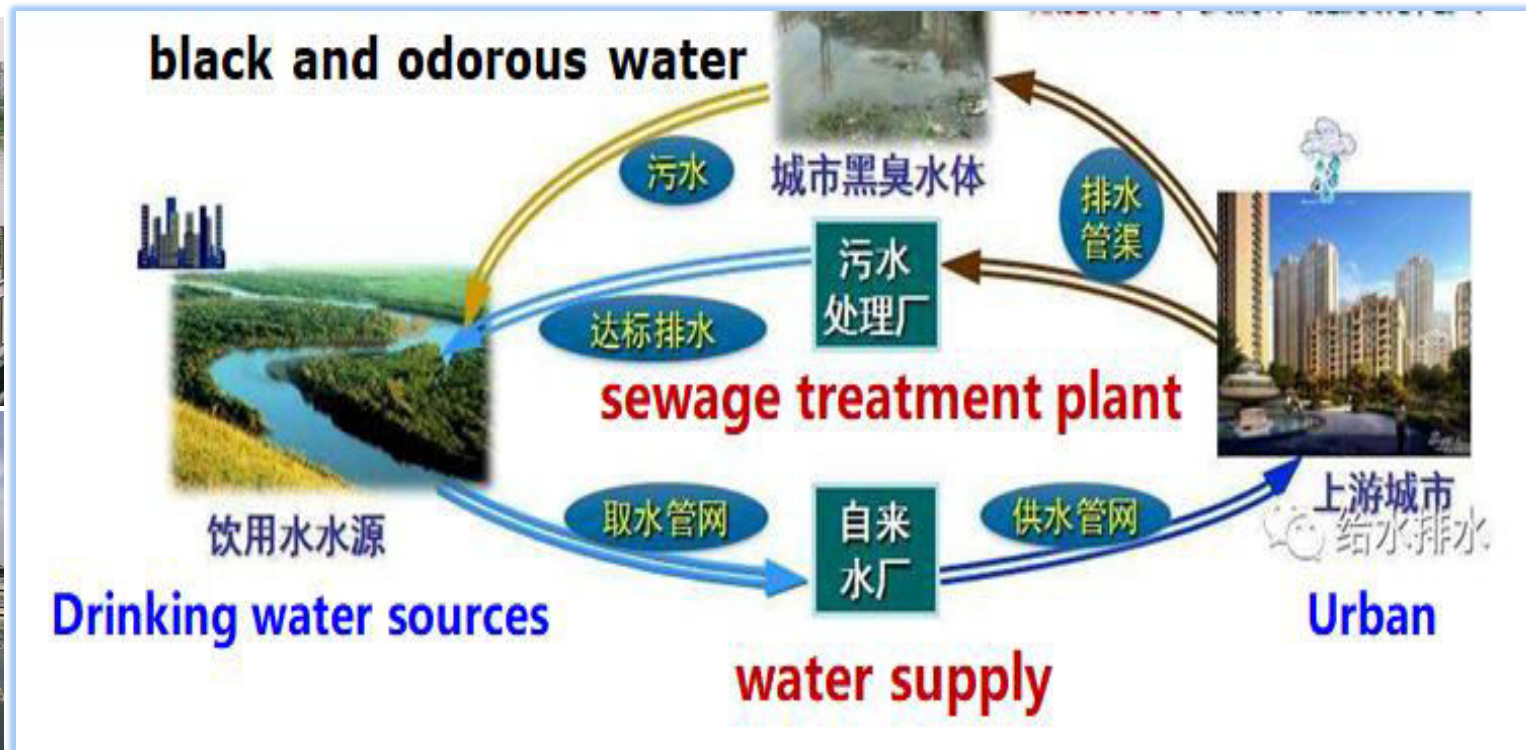 black and odorous water
城市黑臭水体
污水
排水
管渠
污水
处理厂
达标排水
sewage treatment plant
上游城市
给水排水
饮用水水源
取水管网
自来
水厂
供水管网
Drinking water sources
Urban
water supply